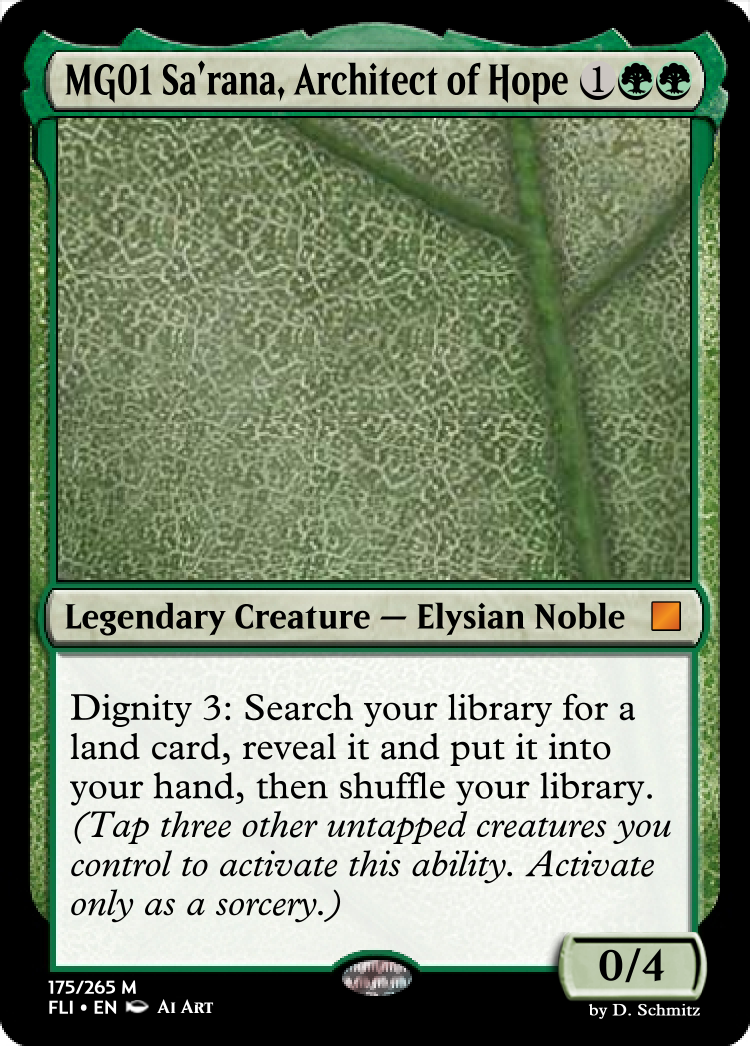 MG01 Sa'rana, Architect of Hope 1
Legendary Creature — Elysian Noble
Dignity 3: Search your library for a
land card, reveal it and put it into
your hand, then shuffle your library.
(Tap three other untapped creatures you
control to activate this ability. Activate
only as a sorcery.)
0/4
175/265 M
FLI • EN AI ART
by D. Schmitz